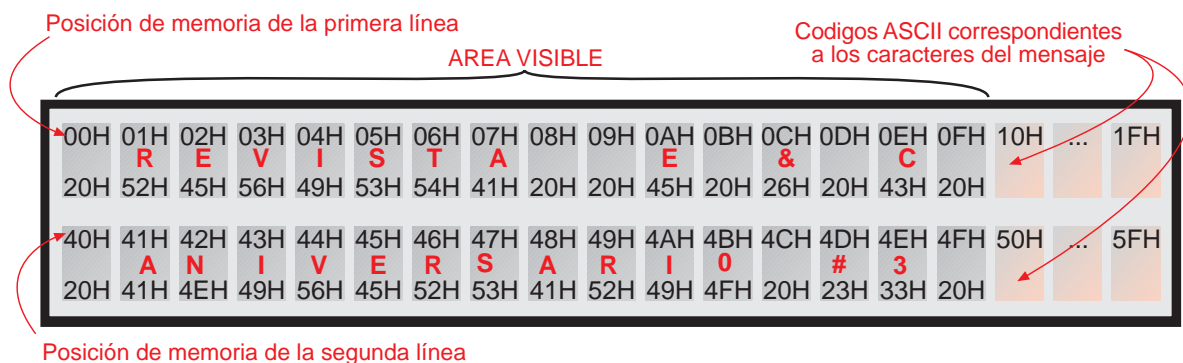 Posición de memoria de la primera línea
Codigos ASCII correspondientes
a los caracteres del mensaje
AREA VISIBLE
00H 01H 02H 03H 04H 05H 06H 07H 08H 09H 0AH 0BH 0CH 0DH 0EH 0FH 10H ... 1FH
R E V I S T A E & C
20H 52H 45H 56H 49H 53H 54H 41H 20H 20H 45H 20H 26H 20H 43H 20H
40H 41H 42H 43H 44H 45H 46H 47H 48H 49H 4AH 4BH 4CH 4DH 4EH 4FH 50H ... 5FH
A N I V E R S A R I 0 # 3
20H 41H 4EH 49H 56H 45H 52H 53H 41H 52H 49H 4FH 20H 23H 33H 20H
Posición de memoria de la segunda línea